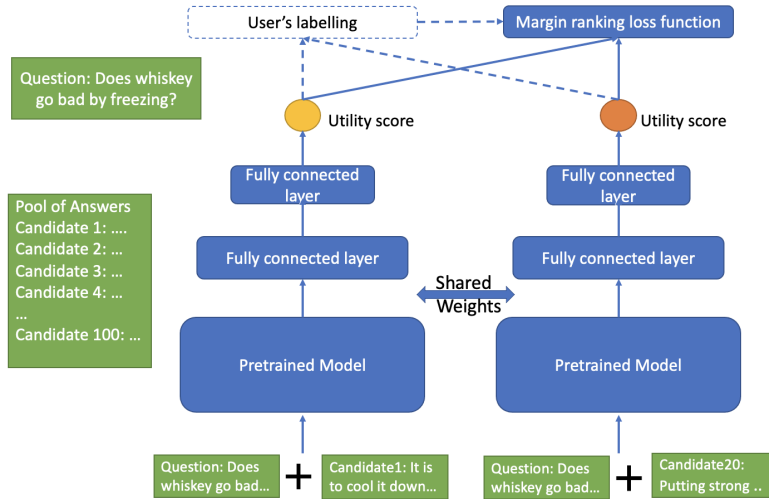 User's labelling
Margin ranking loss function
Question: Does whiskey
go bad by freezing?
Utility score
Utility score
Fully connected
layer
Fully connected
layer
Pool of Answers
Candidate 1: ....
Candidate 2: ...
Candidate 3: ...
Candidate 4: ...
...
Candidate 100: ...
Fully connected layer
Fully connected layer
Shared
Weights
Pretrained Model
Pretrained Model
Question: Does
whiskey go bad...
+
Candidate1: It is
to cool it down...
Question: Does
whiskey go bad...
+
Candidate20:
Putting strong ..